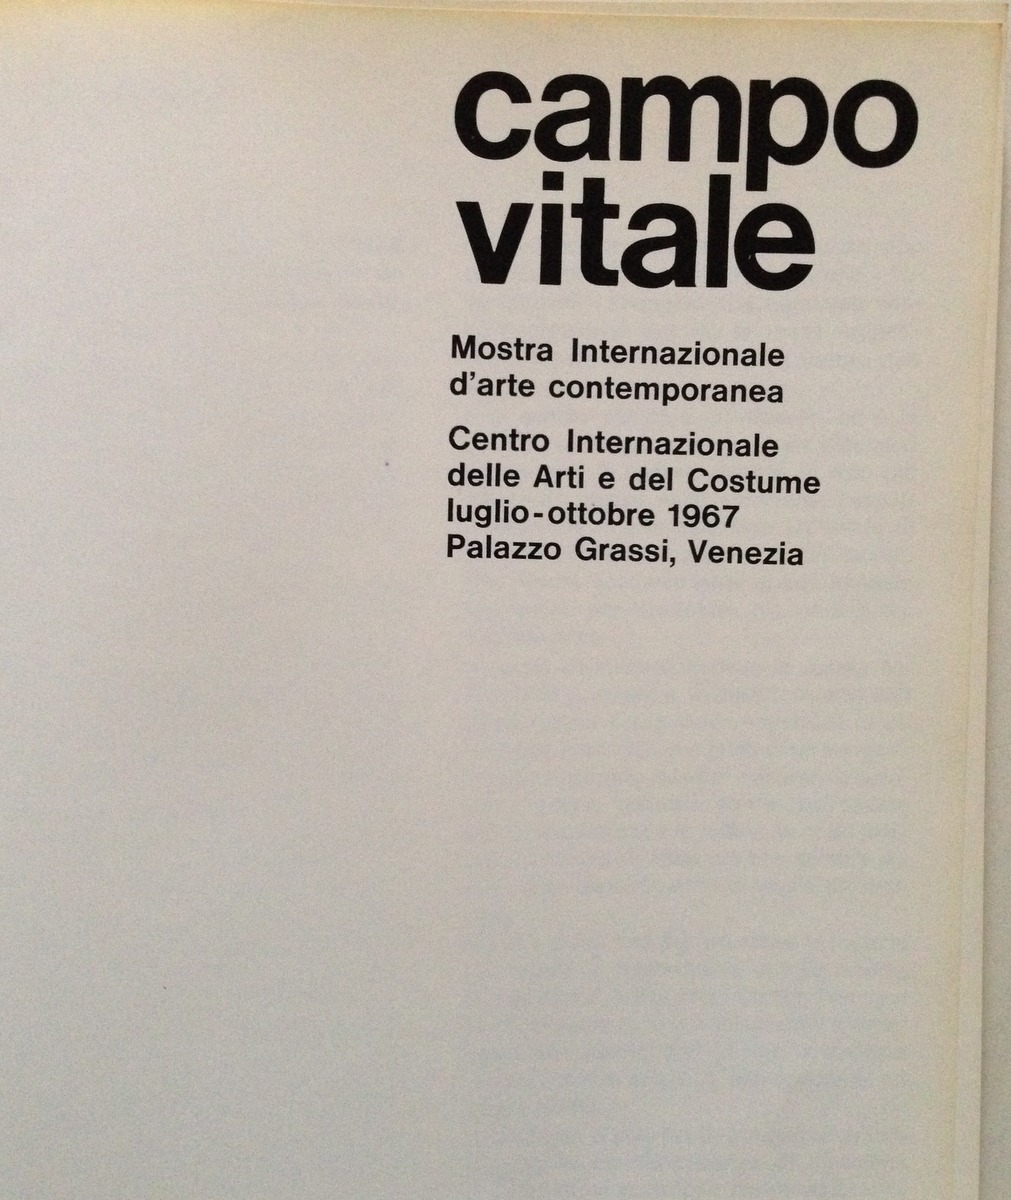 campo
vitale
Mostra Internazionale
d'arte contemporanea
Centro Internazionale
delle Arti e del Costume
luglio-ottobre 1967
Palazzo Grassi, Venezia